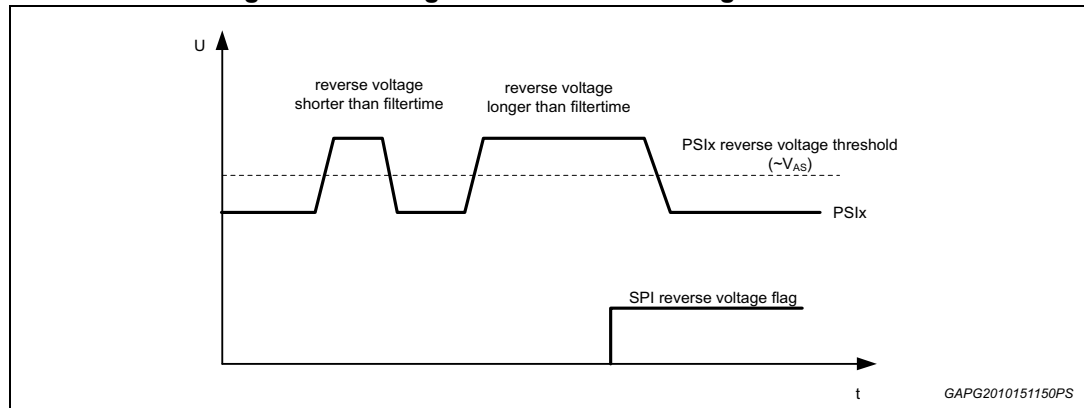 U
reverse voltage
shorter than filtertime
reverse voltage
longer than filtertime
PSIx reverse voltage threshold
(~VAS)
PSIx
SPI reverse voltage flag
t
GAPG2010151150PS